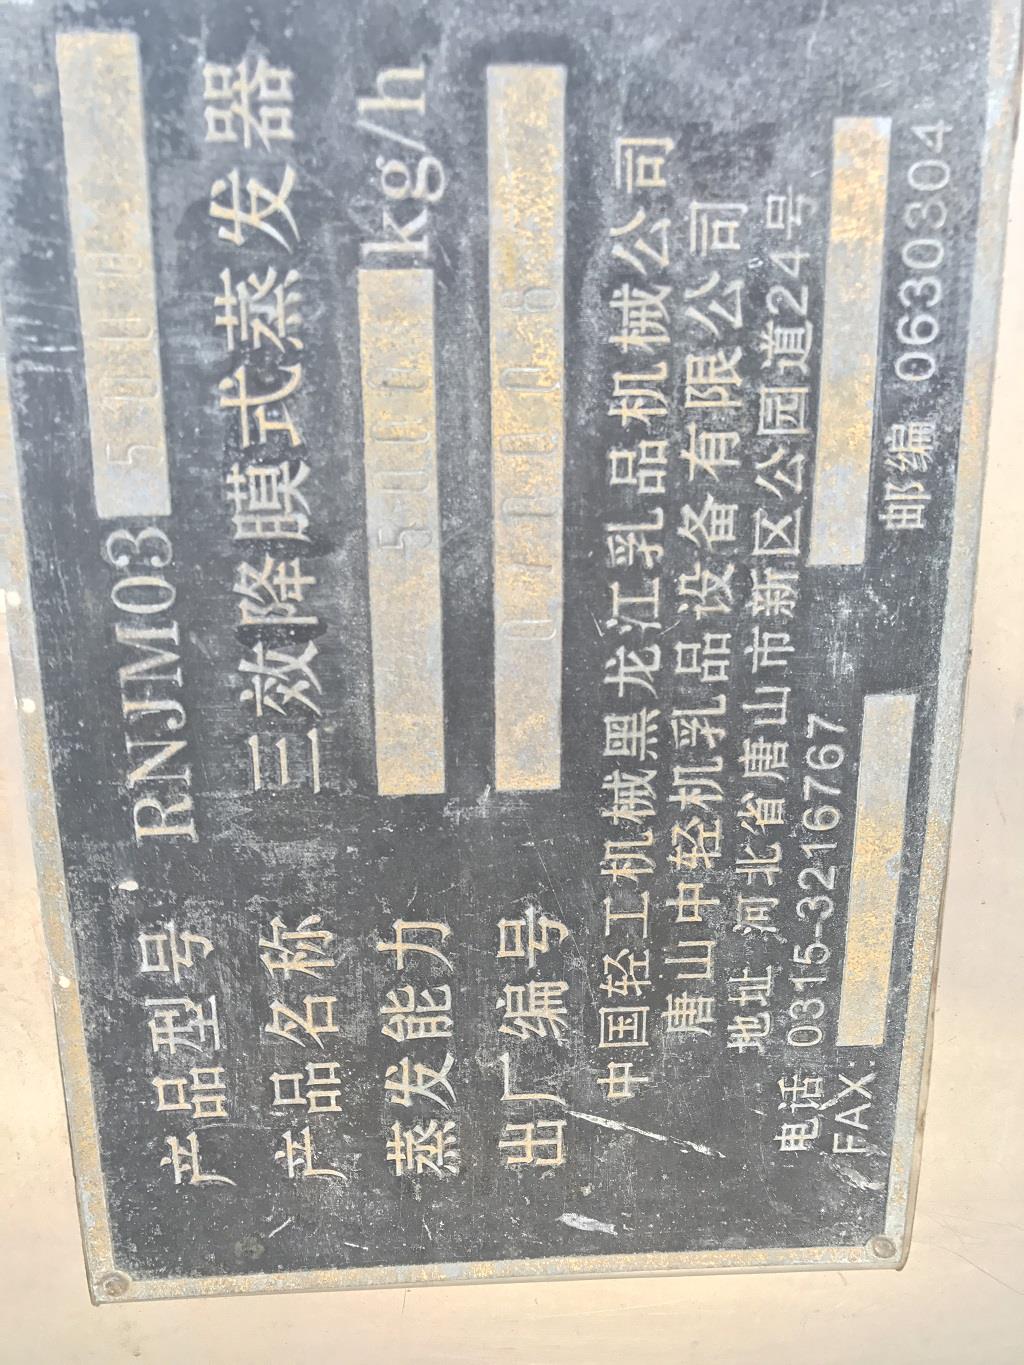 产品型号 RNJM03 5000
产品名称 三效降膜式蒸发器
蒸发能力 5000 kg/h
出厂编号
中国轻工机械黑龙江乳品机械公司
唐山中轻机乳品设备有限公司
地址 河北省唐山市新区公园道24号
电话 0315-3216767
FAX: 邮编 0630304